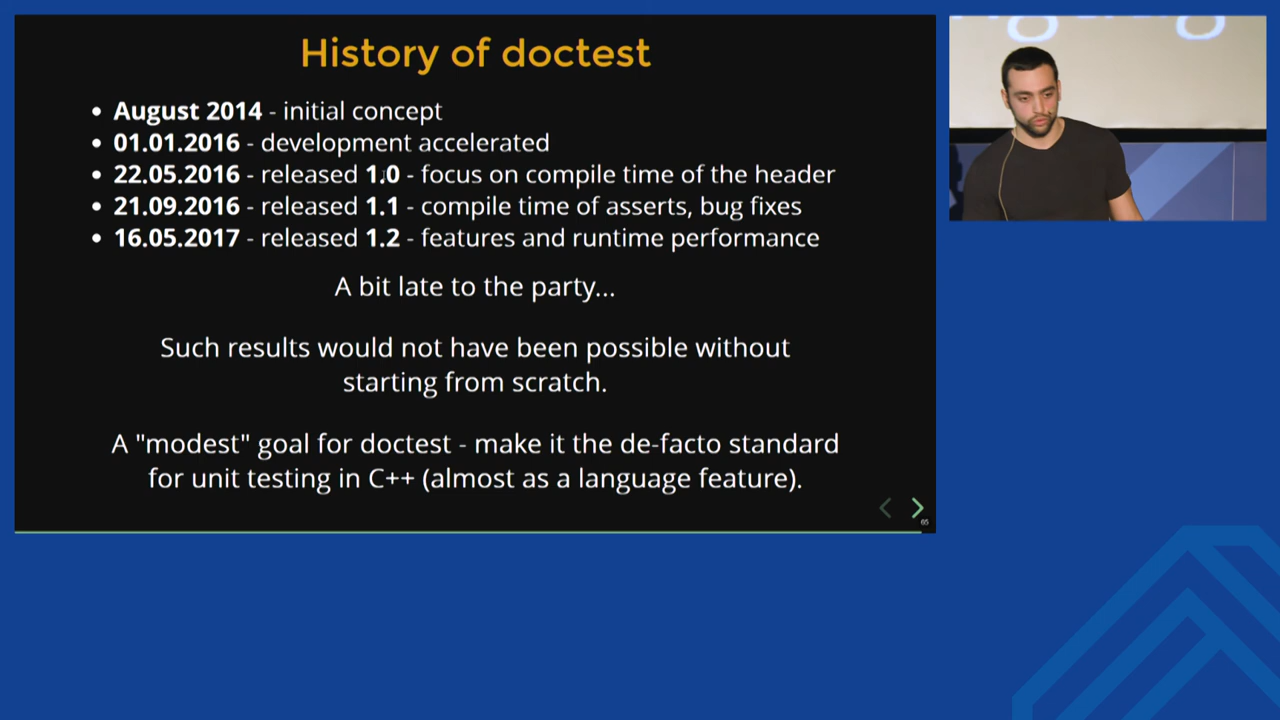 History of doctest
• August 2014 - initial concept
• 01.01.2016 - development accelerated
• 22.05.2016 - released 1.0 - focus on compile time of the header
• 21.09.2016 - released 1.1 - compile time of asserts, bug fixes
• 16.05.2017 - released 1.2 - features and runtime performance
A bit late to the party...
Such results would not have been possible without
starting from scratch.
A "modest" goal for doctest - make it the de-facto standard
for unit testing in C++ (almost as a language feature).
65